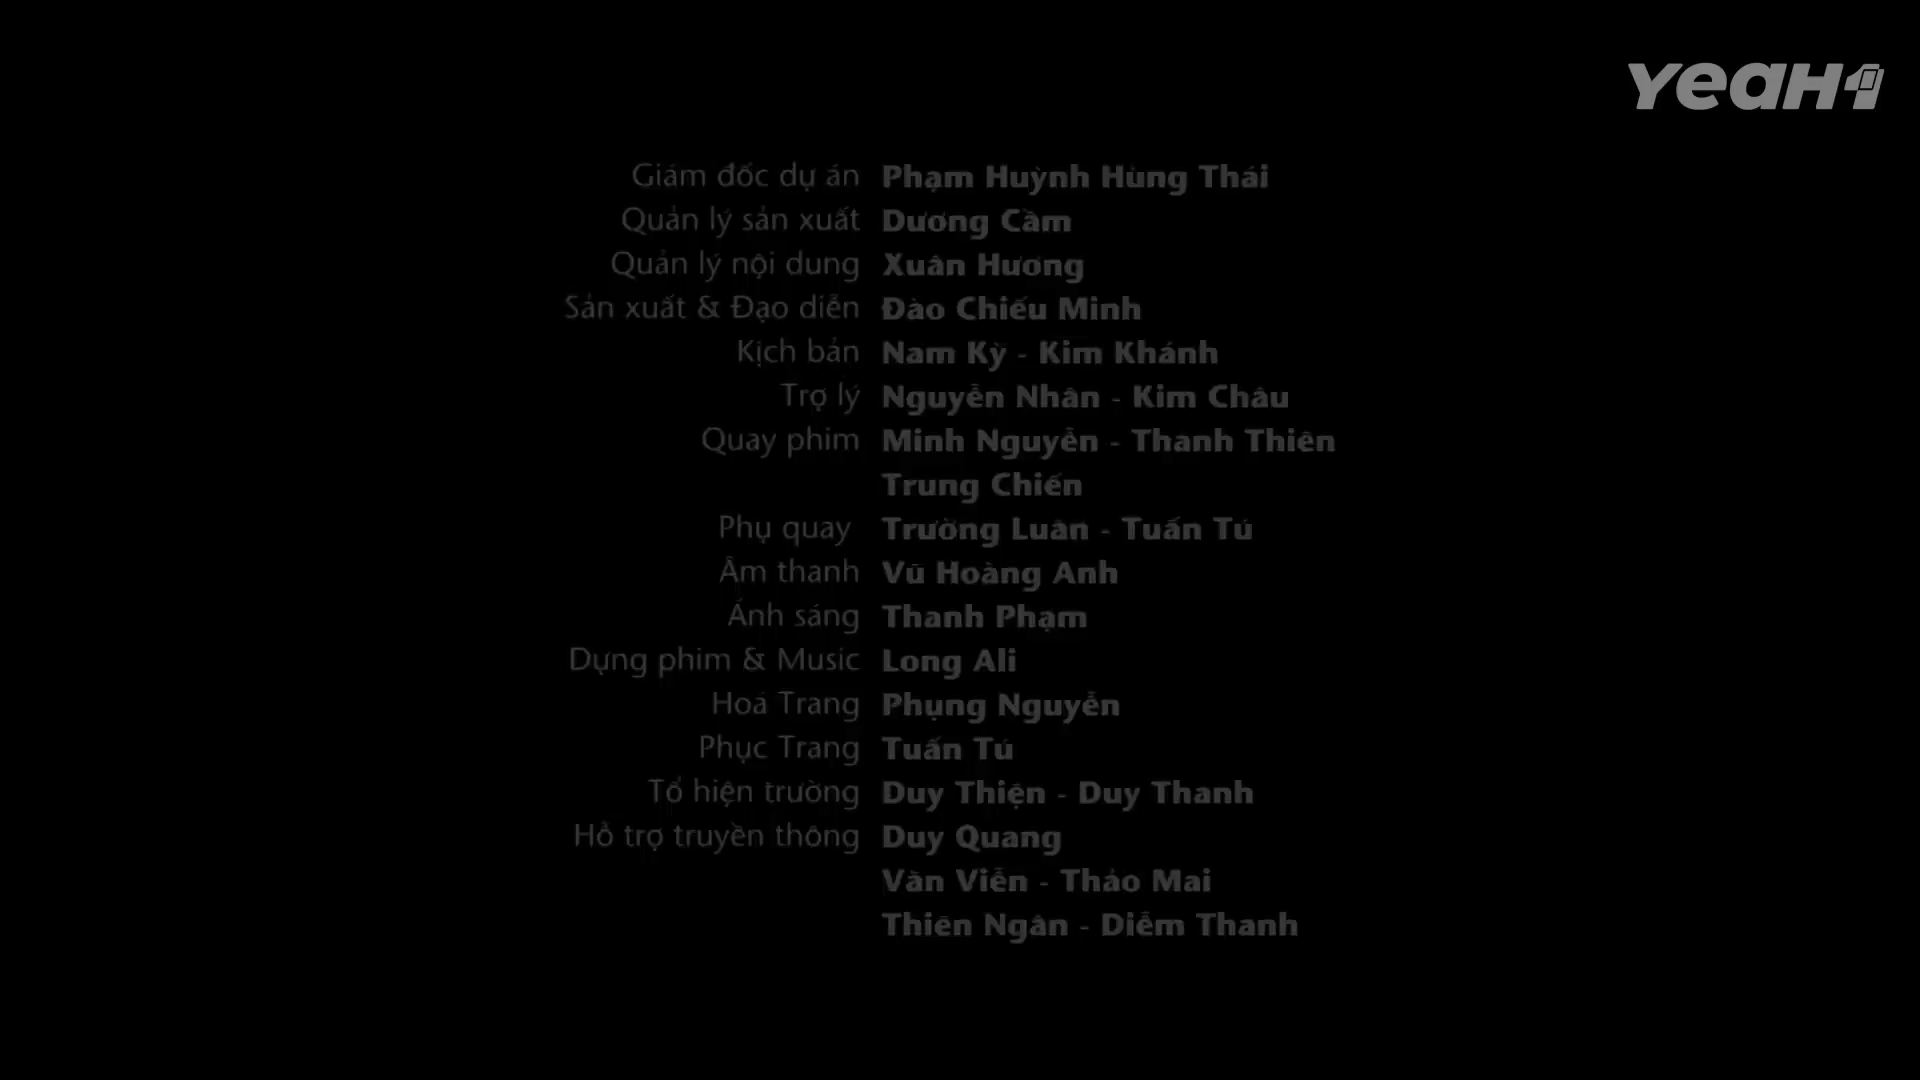 YEAH1
Giám đốc dự án Phạm Huỳnh Hùng Thái
Quản lý sản xuất Dương Cầm
Quản lý nội dung Xuân Hương
Sản xuất & Đạo diễn Đào Chiếu Minh
Kịch bản Nam Kỳ - Kim Khánh
Trợ lý Nguyễn Nhân - Kim Châu
Quay phim Minh Nguyễn - Thanh Thiên
Trung Chiến
Phụ quay Trường Luân - Tuấn Tú
Âm thanh Vũ Hoàng Anh
Ánh sáng Thanh Phạm
Dựng phim & Music Long Ali
Hoá Trang Phụng Nguyễn
Phục Trang Tuấn Tú
Tổ hiện trường Duy Thiện - Duy Thanh
Hỗ trợ truyền thông Duy Quang
Văn Viễn - Thảo Mai
Thiên Ngân - Diễm Thanh